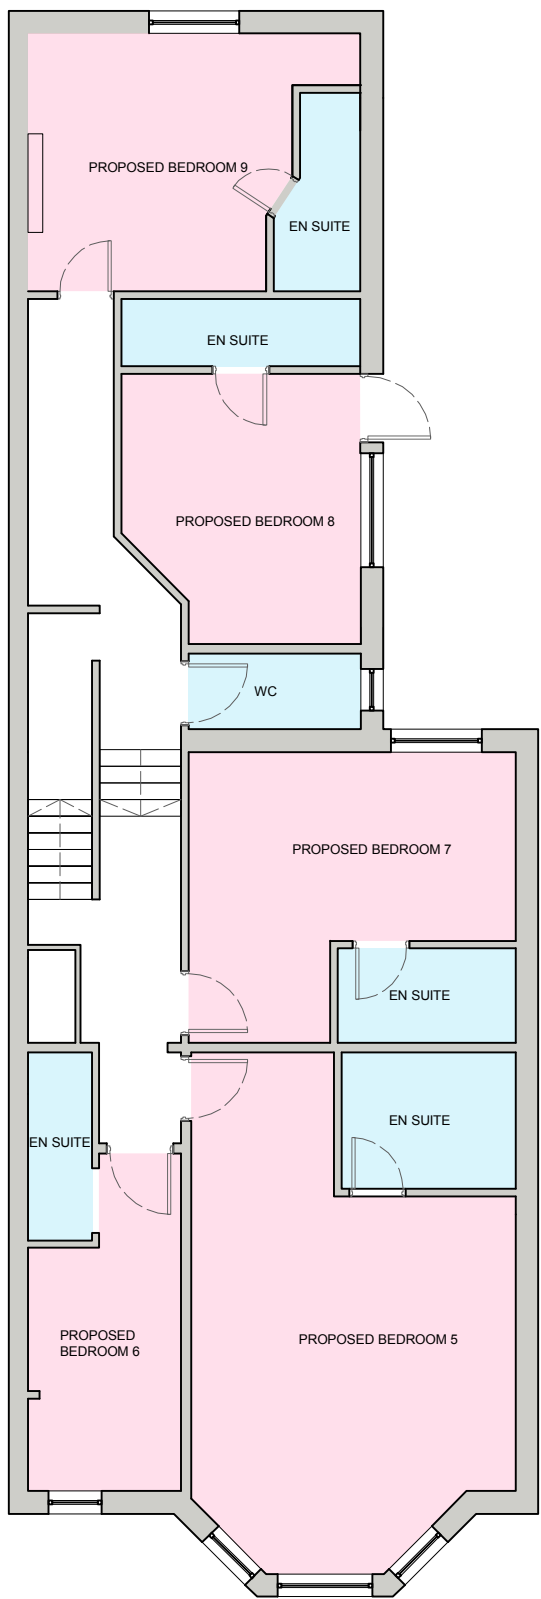 PROPOSED BEDROOM 9
EN SUITE
EN SUITE
PROPOSED BEDROOM 8
WC
PROPOSED BEDROOM 7
EN SUITE
EN SUITE
EN SUITE
PROPOSED
BEDROOM 6
PROPOSED BEDROOM 5